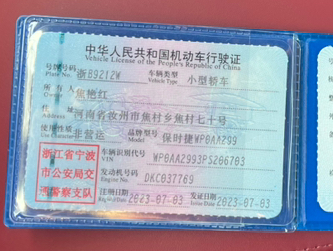 中华人民共和国机动车行驶证
Vehicle License of the People's Republic of China
号牌号码 浙B921ZW 车辆类型 小型轿车
Plate No. Vehicle Type
所有人 焦艳红
Owner
住址 河南省汝州市焦村乡焦村七十号
Address
使用性质 非营运 品牌型号 保时捷WP0AA299
Use Character Model
浙江省宁波
市公安局交
通警察支队
车辆识别代号 WP0AA2993PS206703
VIN
发动机号码 DKC037769
Engine No.
注册日期 2023-07-03 发证日期 2023-07-03
Register Date Issue Date